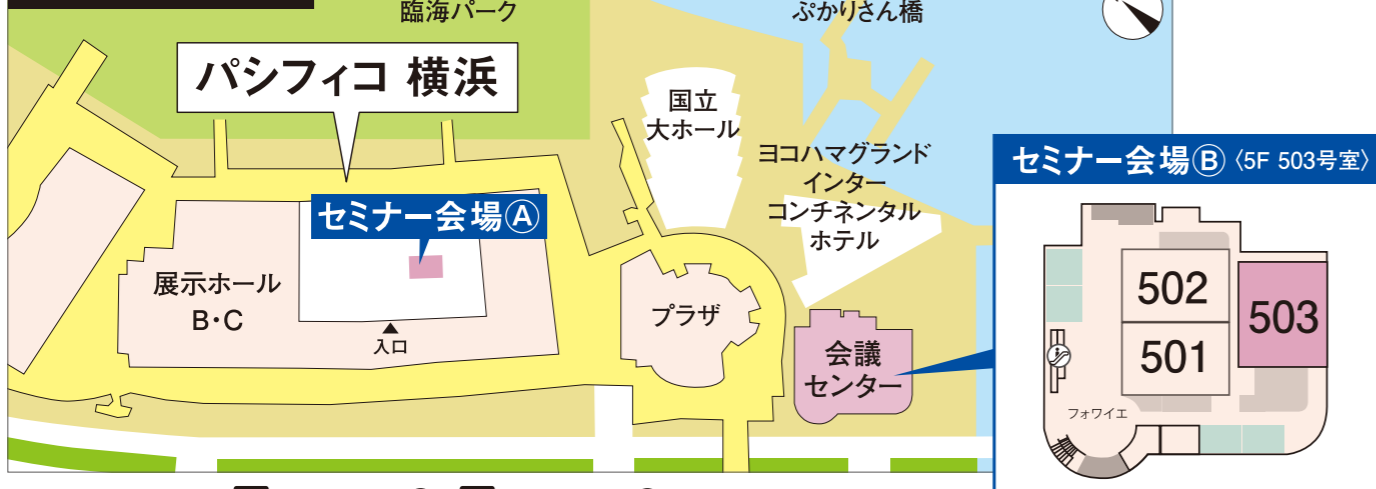 臨海パーク
ぷかりさん橋
パシフィコ 横浜
国立
大ホール
ヨコハマグランド
インター
コンチネンタル
ホテル
セミナー会場Ⓐ
展示ホール
B・C
入口
プラザ
会議
センター
セミナー会場Ⓑ〈5F 503号室〉
502
503
501
フォワイエ